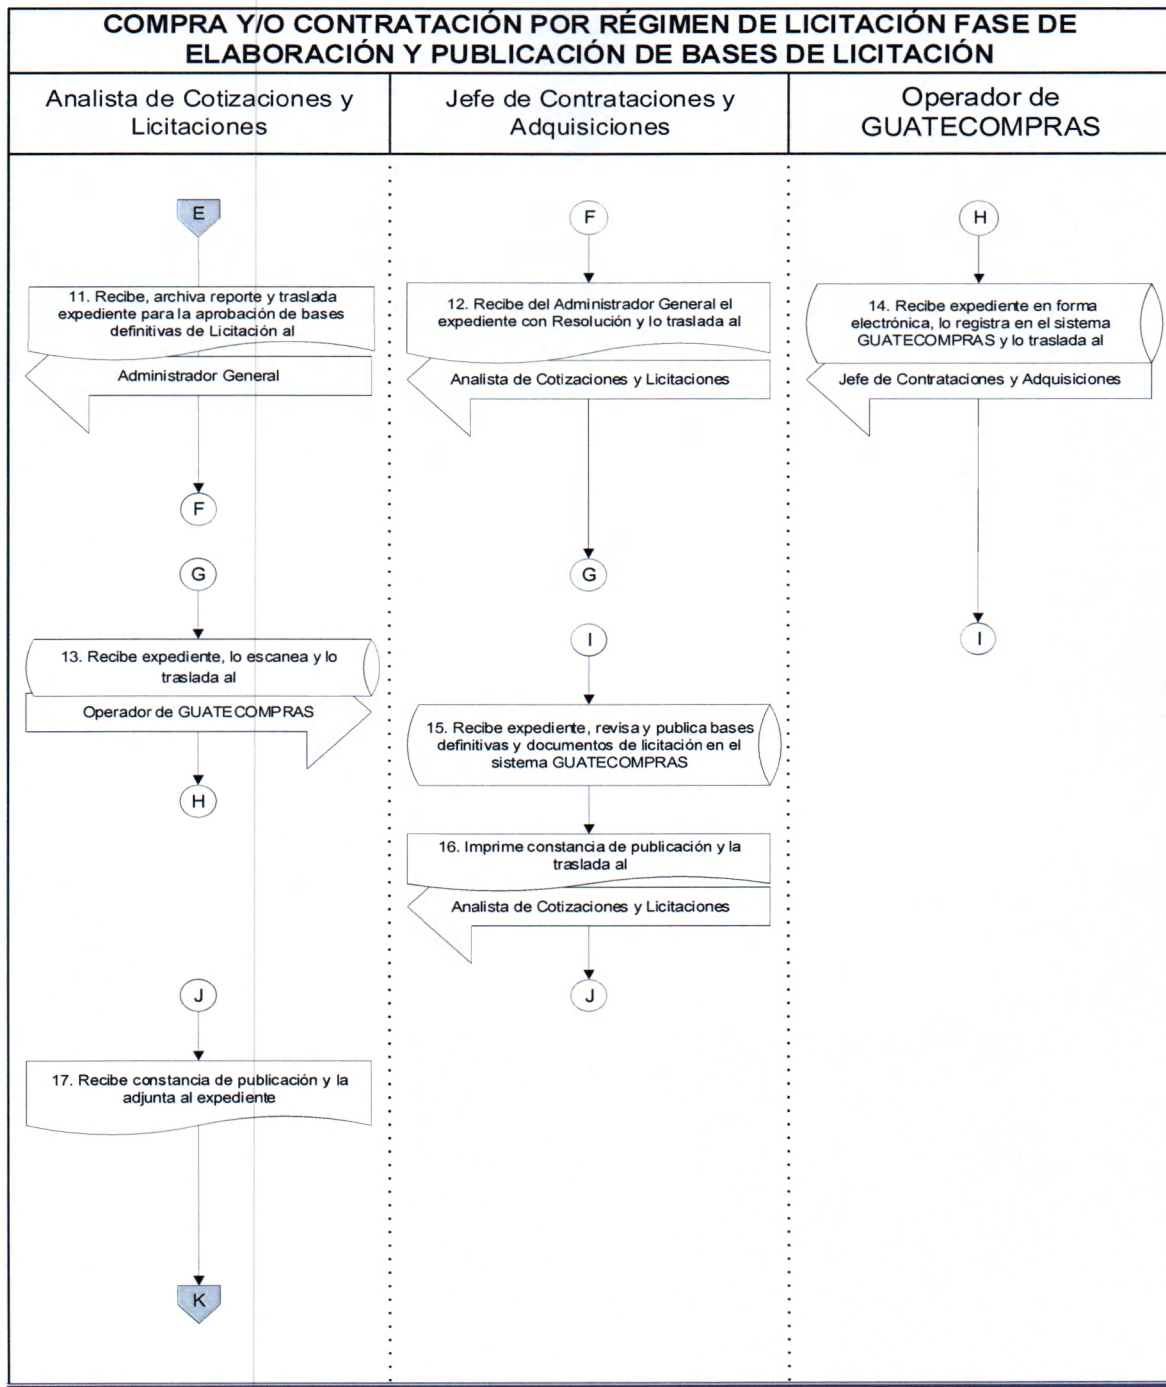 COMPRA Y/O CONTRATACIÓN POR RÉGIMEN DE LICITACIÓN FASE DE
ELABORACIÓN Y PUBLICACIÓN DE BASES DE LICITACIÓN
Analista de Cotizaciones y
Licitaciones
Jefe de Contrataciones y
Adquisiciones
Operador de
GUATECOMPRAS
E
11. Recibe, archiva reporte y traslada
expediente para la aprobación de bases
definitivas de Licitación al
Administrador General
F
G
13. Recibe expediente, lo escanea y lo
traslada al
Operador de GUATECOMPRAS
H
J
17. Recibe constancia de publicación y la
adjunta al expediente
K
F
12. Recibe del Administrador General el
expediente con Resolución y lo traslada al
Analista de Cotizaciones y Licitaciones
G
I
15. Recibe expediente, revisa y publica bases
definitivas y documentos de licitación en el
sistema GUATECOMPRAS
16. Imprime constancia de publicación y la
traslada al
Analista de Cotizaciones y Licitaciones
J
H
14. Recibe expediente en forma
electrónica, lo registra en el sistema
GUATECOMPRAS y lo traslada al
Jefe de Contrataciones y Adquisiciones
I